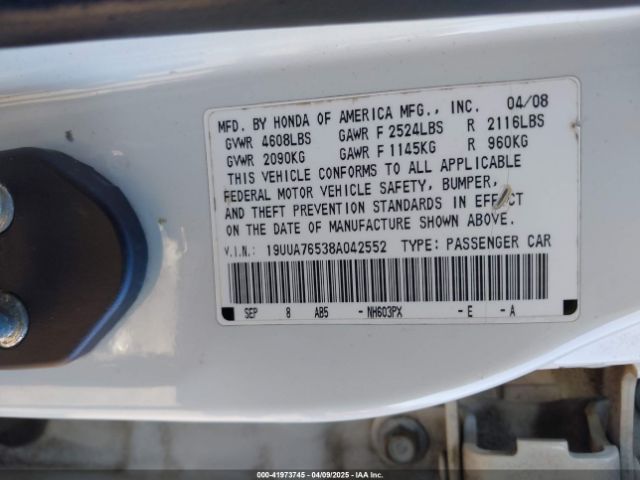 MFD. BY HONDA OF AMERICA MFG., INC. 04/08
GVWR 4608LBS GAWR F 2524LBS R 2116LBS
GVWR 2090KG GAWR F 1145KG R 960KG
THIS VEHICLE CONFORMS TO ALL APPLICABLE
FEDERAL MOTOR VEHICLE SAFETY, BUMPER,
AND THEFT PREVENTION STANDARDS IN EFFECT
ON THE DATE OF MANUFACTURE SHOWN ABOVE.
V.I.N.: 19UUA76538A042552 TYPE: PASSENGER CAR
SEP 8 AB5 -NH603PX -E -A
000-41973745 - 04/09/2025 - IAA Inc.